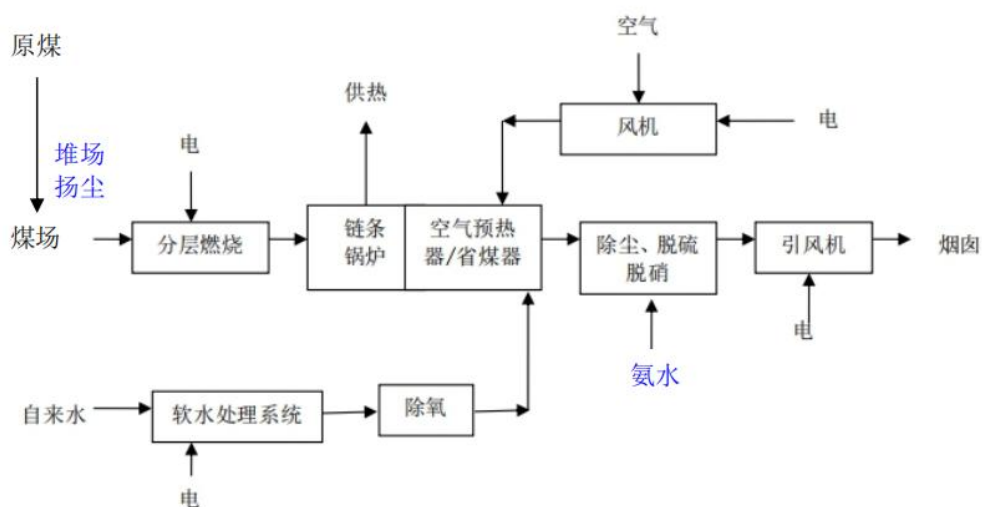 空气
原煤
供热
风机
电
电
堆场
扬尘
煤场
分层燃烧
链条
锅炉
空气预热
器/省煤器
除尘、脱硫
脱硝
引风机
烟囱
电
氨水
自来水
软水处理系统
除氧
电